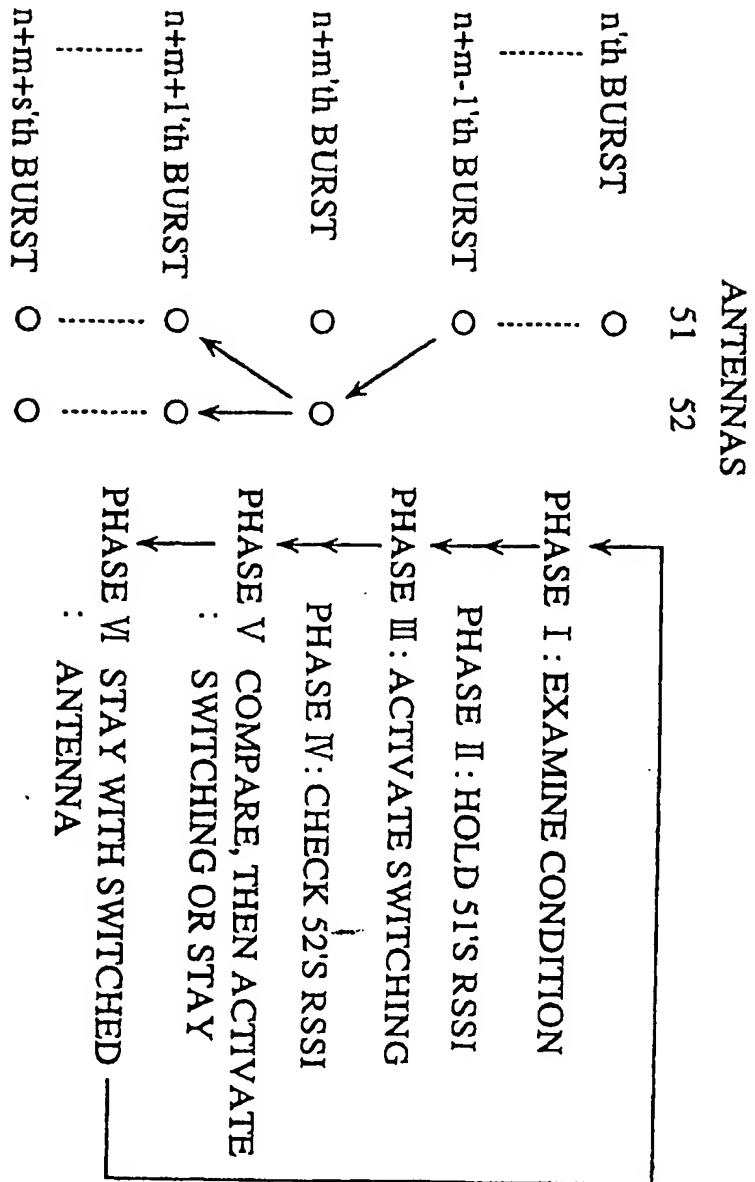 ANTENNAS
51 52
n'th BURST
n+m-1'th BURST
n+m'th BURST
n+m+1'th BURST
n+m+s'th BURST
PHASE Ⅰ : EXAMINE CONDITION
PHASE Ⅱ : HOLD 51'S RSSI
PHASE Ⅲ : ACTIVATE SWITCHING
PHASE Ⅳ : CHECK 52'S RSSI
PHASE Ⅴ COMPARE, THEN ACTIVATE
: SWITCHING OR STAY
PHASE Ⅵ STAY WITH SWITCHED
: ANTENNA